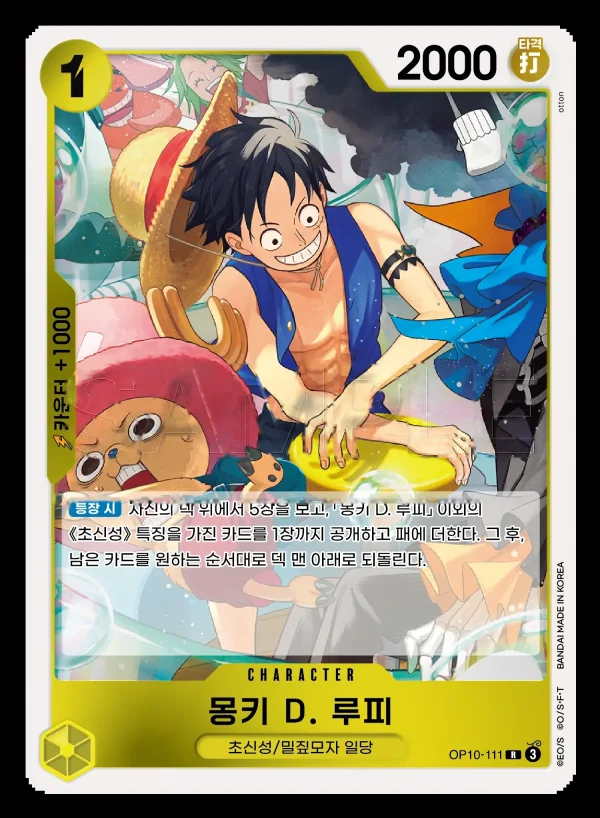 1
2000
타격
打
otton
카운터 +1000
SAMPLE
등장 시 자신의 덱 위에서 5장을 보고, 「몽키 D. 루피」 이외의
《초신성》 특징을 가진 카드를 1장까지 공개하고 패에 더한다. 그 후,
남은 카드를 원하는 순서대로 덱 맨 아래로 되돌린다.
CHARACTER
몽키 D. 루피
초신성/밀짚모자 일당
OP10-111 R 3
©EO/S ©O/S·F·T BANDAI MADE IN KOREA